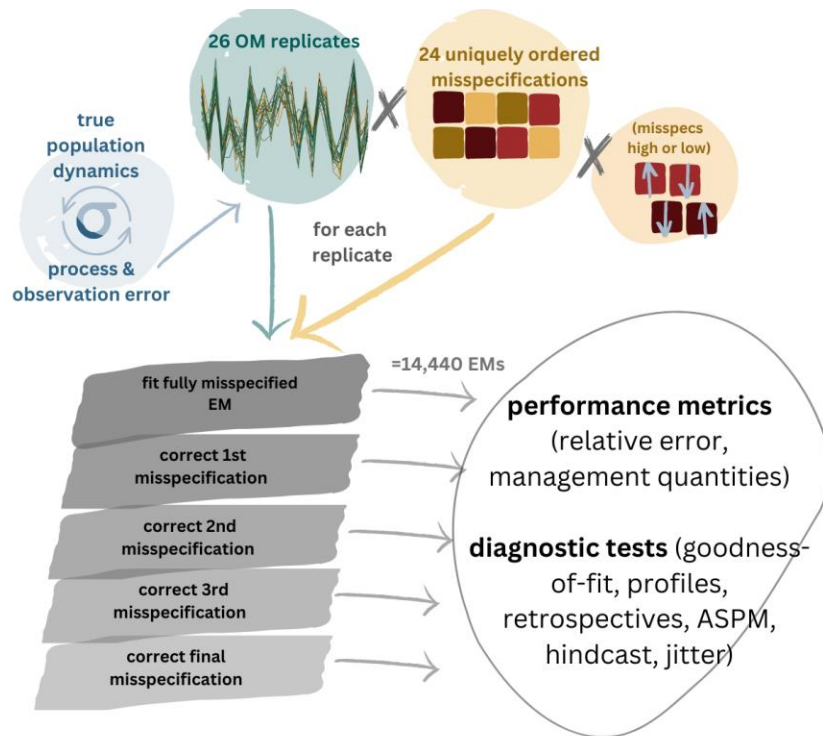 26 OM replicates
24 uniquely ordered
misspecifications
(misspecs
high or low)
true
population
dynamics
process &
observation error
for each
replicate
=14,440 EMs
fit fully misspecified
EM
correct 1st
misspecification
correct 2nd
misspecification
correct 3rd
misspecification
correct final
misspecification
performance metrics
(relative error,
management quantities)
diagnostic tests (goodness-
of-fit, profiles,
retrospectives, ASPM,
hindcast, jitter)